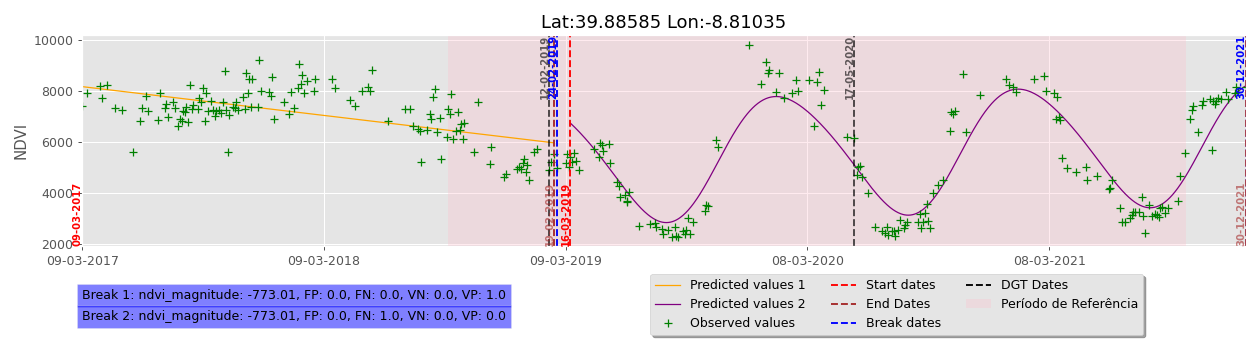 Lat:39.88585 Lon:-8.81035
10000
8000
6000
4000
2000
NDVI
09-03-2017
12-02-2019
24-02-2019
16-03-2019
17-05-2020
30-12-2021
30-12-2021
09-03-2017
09-03-2018
09-03-2019
08-03-2020
08-03-2021
Break 1: ndvi_magnitude: -773.01, FP: 0.0, FN: 0.0, VN: 0.0, VP: 1.0
Break 2: ndvi_magnitude: -773.01, FP: 0.0, FN: 1.0, VN: 0.0, VP: 0.0
Predicted values 1
Predicted values 2
Observed values
Start dates
End Dates
Break dates
DGT Dates
Período de Referência